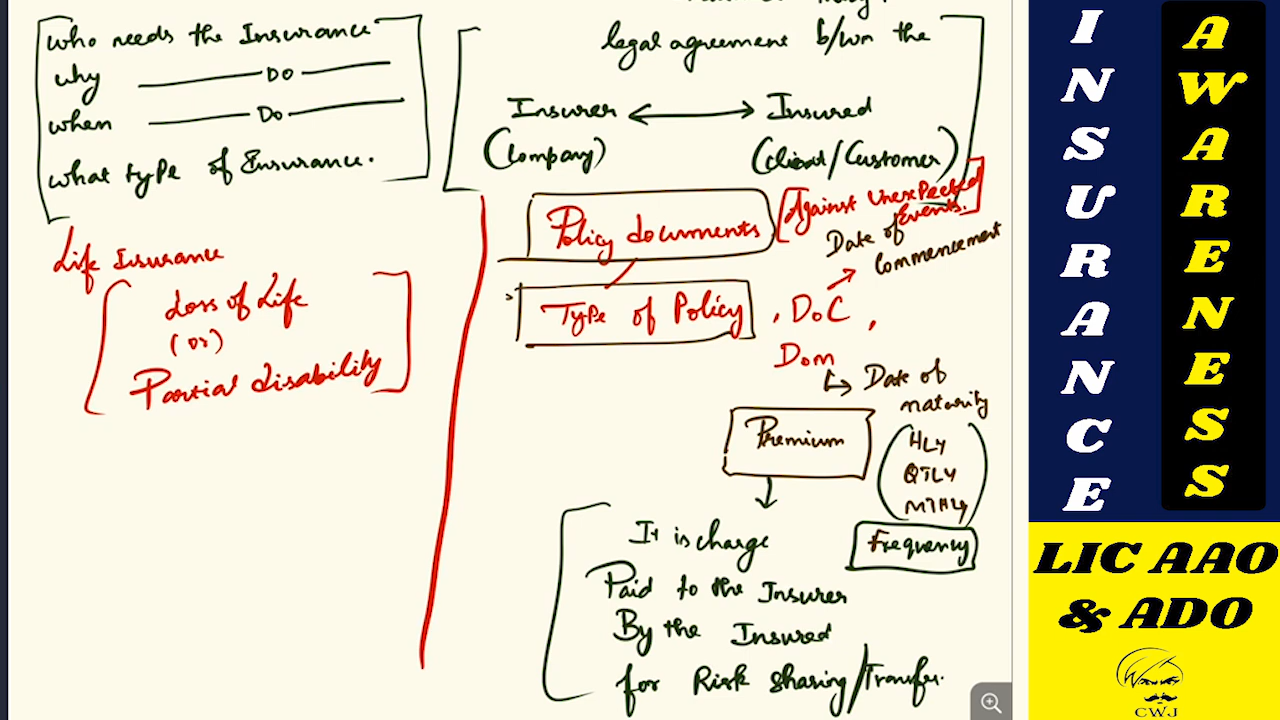 who needs the Insurance
why Do
when Do
what type of Insurance.
Life Insurance
Loss of Life
(or)
Partial disability
legal agreement b/wn the
Insurer Insured
(Company) (Client/Customer)
Against Unexpected
Events.
Policy documents
Date of
Commencement
Type of Policy, DOC,
Dom
Date of
maturity
Premium
HLY
QTLY
MTHLY
Frequency
It is charge
Paid to the Insurer
By the Insured
for Risk sharing/Transfer.
INSURANCE
AWARENESS
LIC AAO
& ADO
CWJ